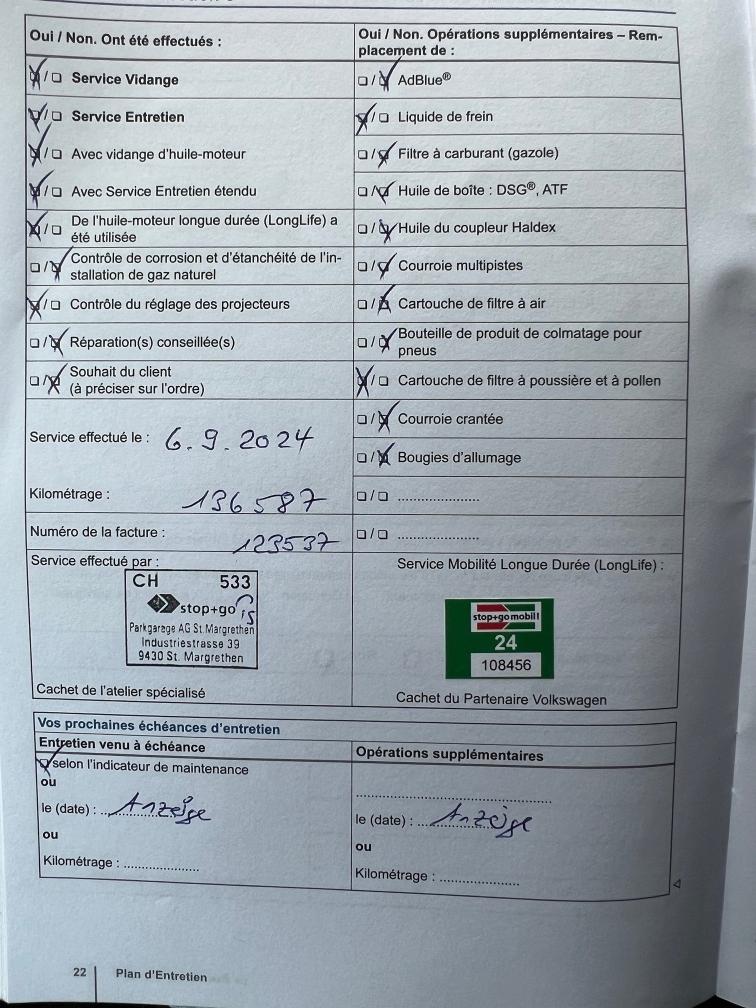 Oui / Non. Ont été effectués :
☒/☐ Service Vidange
☒/☐ Service Entretien
☒/☐ Avec vidange d'huile-moteur
☒/☐ Avec Service Entretien étendu
☒/☐ De l'huile-moteur longue durée (LongLife) a
été utilisée
☐/☒ Contrôle de corrosion et d'étanchéité de l'in-
stallation de gaz naturel
☒/☐ Contrôle du réglage des projecteurs
☐/☒ Réparation(s) conseillée(s)
☐/☒ Souhait du client
(à préciser sur l'ordre)
Service effectué le : 6.9.2024
Kilométrage : 136587
Numéro de la facture : 123537
Service effectué par :
CH 533
stop+go
Parkgarage AG St.Margrethen
Industriestrasse 39
9430 St. Margrethen
Cachet de l'atelier spécialisé
Oui / Non. Opérations supplémentaires – Rem-
placement de :
☐/☒ AdBlue®
☒/☐ Liquide de frein
☐/☒ Filtre à carburant (gazole)
☐/☒ Huile de boîte : DSG®, ATF
☐/☒ Huile du coupleur Haldex
☐/☒ Courroie multipistes
☐/☒ Cartouche de filtre à air
☐/☒ Bouteille de produit de colmatage pour
pneus
☒/☐ Cartouche de filtre à poussière et à pollen
☐/☒ Courroie crantée
☐/☒ Bougies d'allumage
☐/☐ .....................
☐/☐ .....................
Service Mobilité Longue Durée (LongLife) :
stop+go mobil
24
108456
Cachet du Partenaire Volkswagen
Vos prochaines échéances d'entretien
Entretien venu à échéance
☒ selon l'indicateur de maintenance
ou
le (date) : Anzeige
ou
Kilométrage : ...................
Opérations supplémentaires
le (date) : Anzeige
ou
Kilométrage : ....................
22 Plan d'Entretien